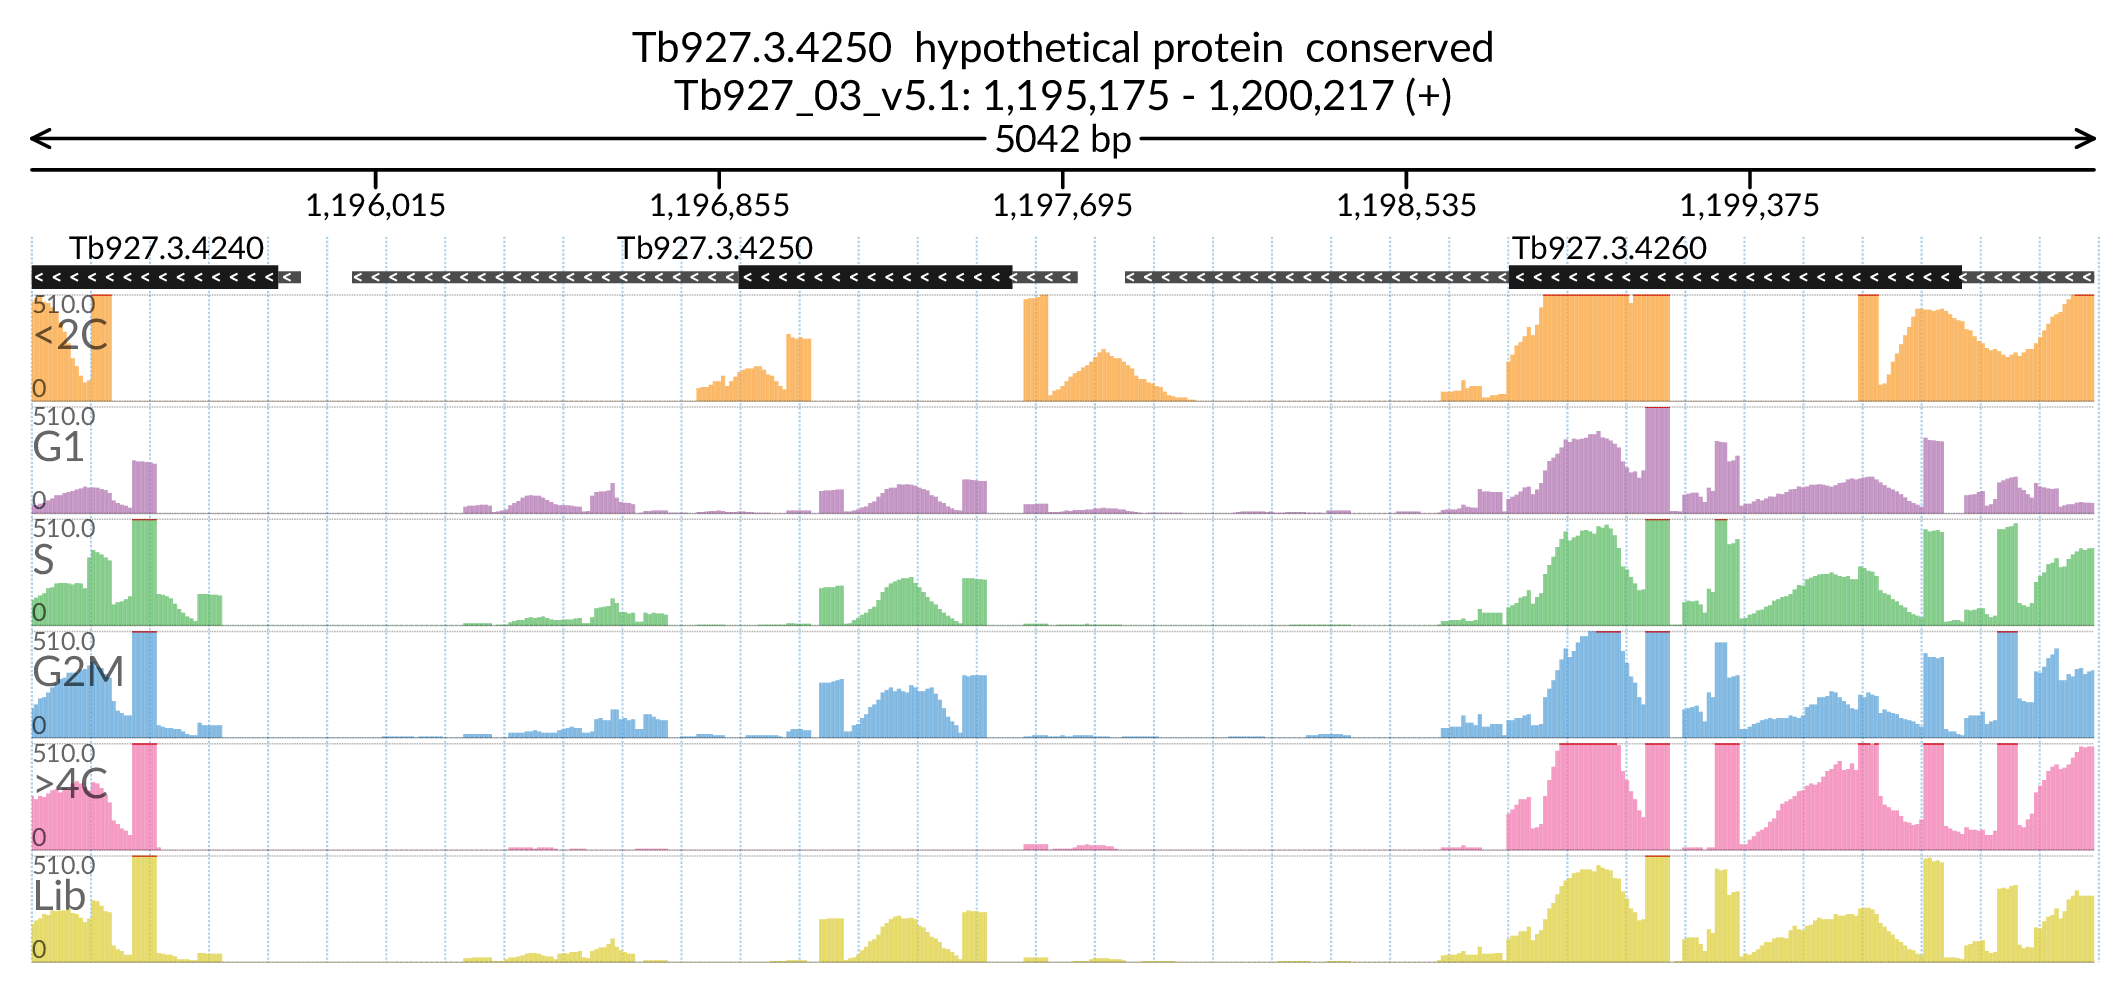 Tb927.3.4250 hypothetical protein conserved
Tb927_03_v5.1: 1,195,175 - 1,200,217 (+)
5042 bp
1,196,015 1,196,855 1,197,695 1,198,535 1,199,375
Tb927.3.4240 Tb927.3.4250 Tb927.3.4260
510.0
<2C
0
510.0
G1
0
510.0
S
0
510.0
G2M
0
510.0
>4C
0
510.0
Lib
0